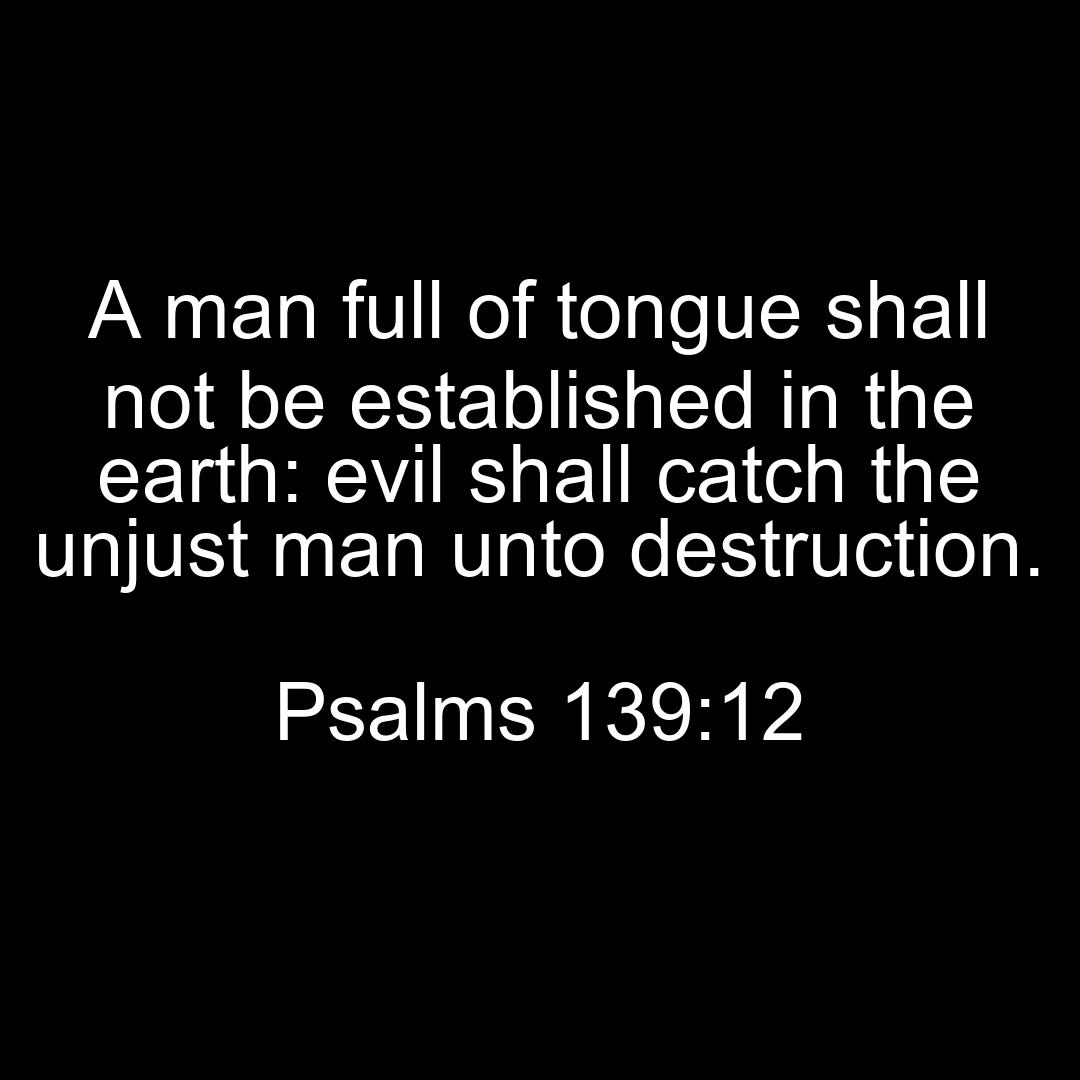 A man full of tongue shall
not be established in the
earth: evil shall catch the
unjust man unto destruction.
Psalms 139:12